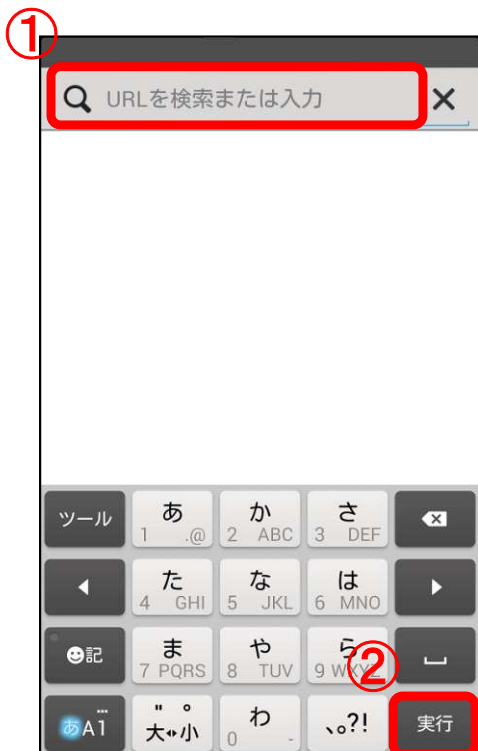 ①
URLを検索または入力
ツール あ 1 .@ か 2 ABC さ 3 DEF
た 4 GHI な 5 JKL は 6 MNO
記 ま 7 PQRS や 8 TUV ら 9 WXYZ
②
あA1 大小 わ 0 - 、。?! 実行